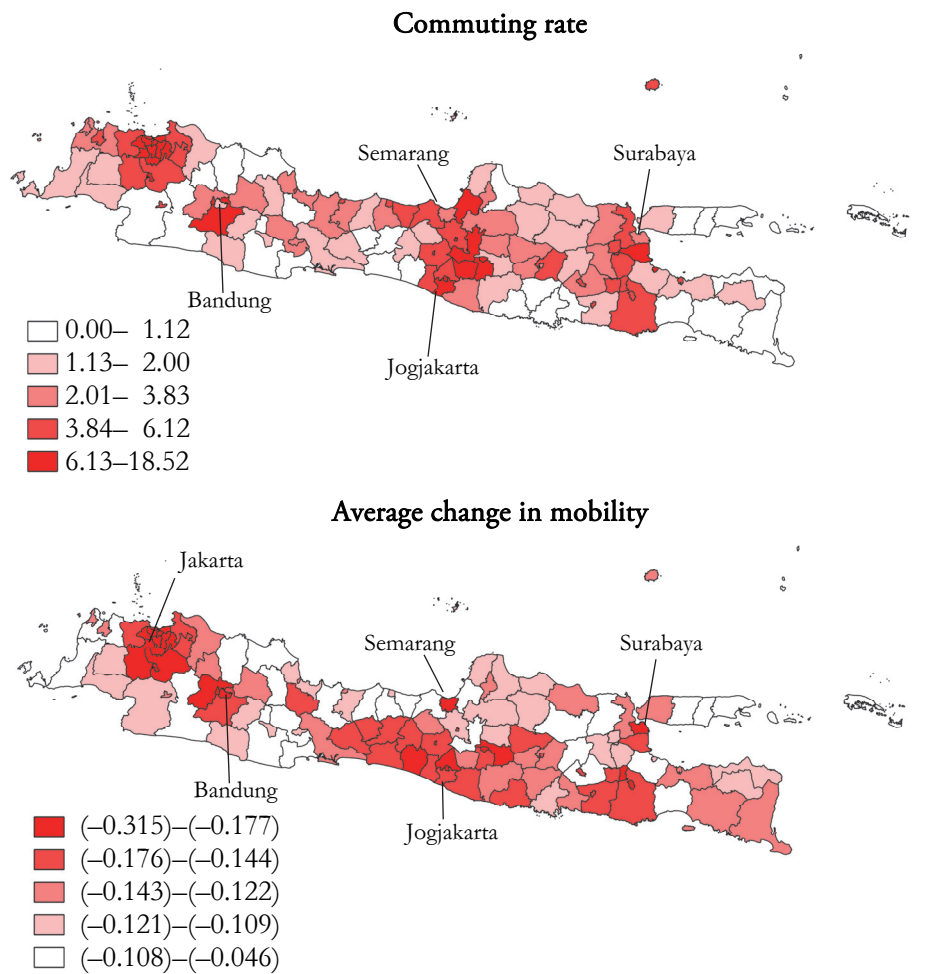 Commuting rate
Semarang
Surabaya
Bandung
Jogjakarta
0.00– 1.12
1.13– 2.00
2.01– 3.83
3.84– 6.12
6.13–18.52
Average change in mobility
Jakarta
Semarang
Surabaya
Bandung
Jogjakarta
(–0.315)–(–0.177)
(–0.176)–(–0.144)
(–0.143)–(–0.122)
(–0.121)–(–0.109)
(–0.108)–(–0.046)